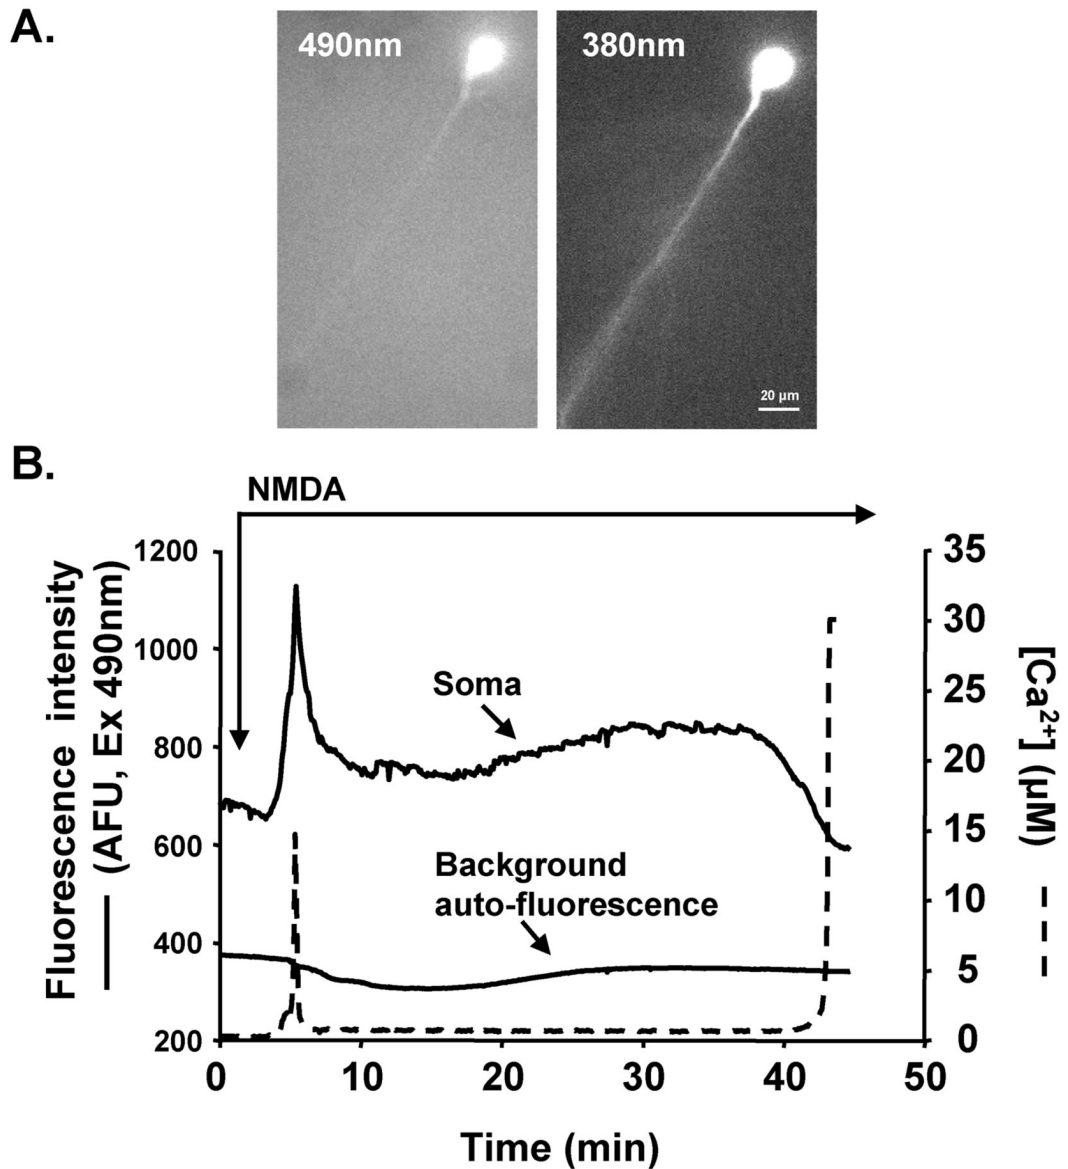 A.
490nm
380nm
20 µm
B.
NMDA
Fluorescence intensity
(AFU, Ex 490nm)
1200
1000
800
600
400
200
Soma
Background
auto-fluorescence
35
30
25
20
15
10
5
0
[Ca²⁺] (µM)
0
10
20
30
40
50
Time (min)